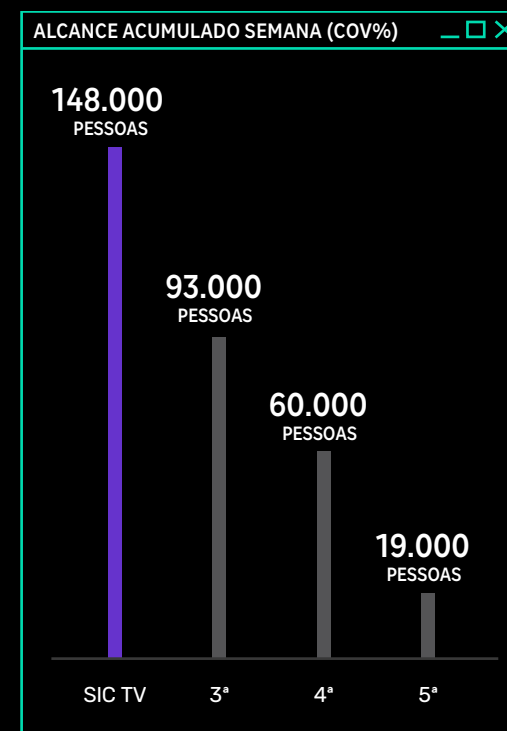 ALCANCE ACUMULADO SEMANA (COV%)
148.000
PESSOAS
93.000
PESSOAS
60.000
PESSOAS
19.000
PESSOAS
SIC TV 3ª 4ª 5ª